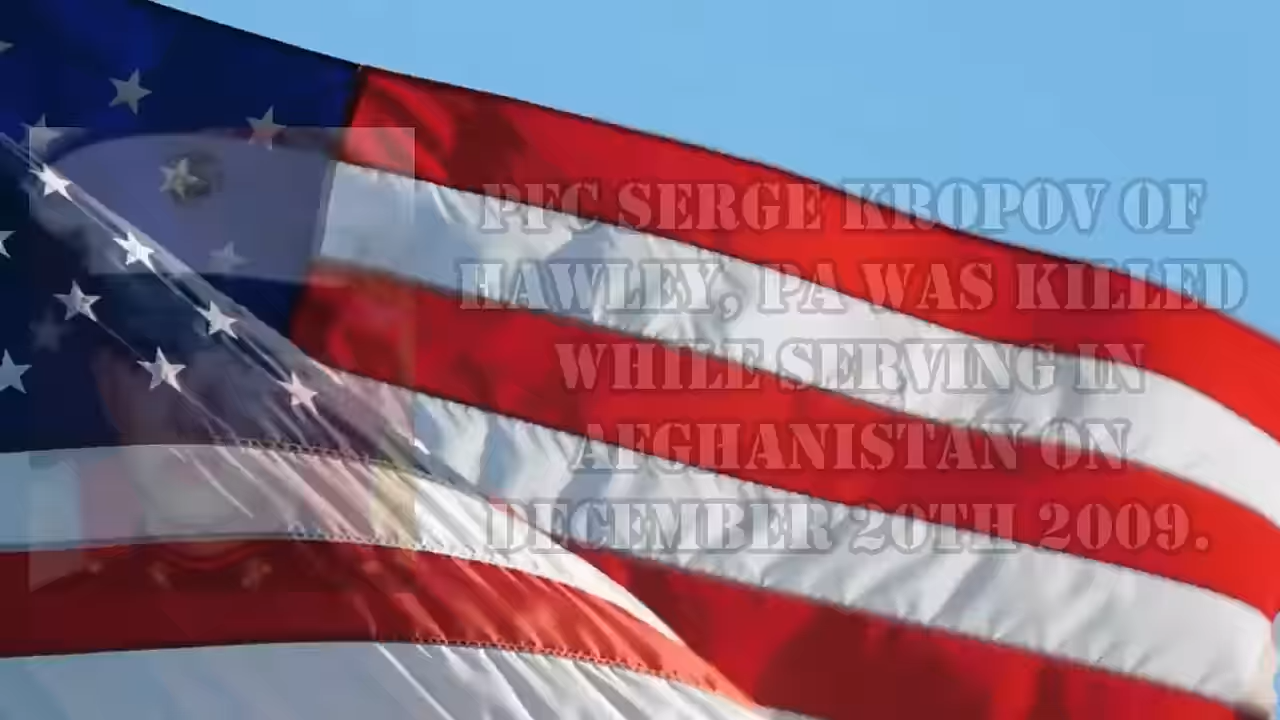 PFC SERGE KROPOV OF
HAWLEY, PA WAS KILLED
WHILE SERVING IN
AFGHANISTAN ON
DECEMBER 20TH 2009.